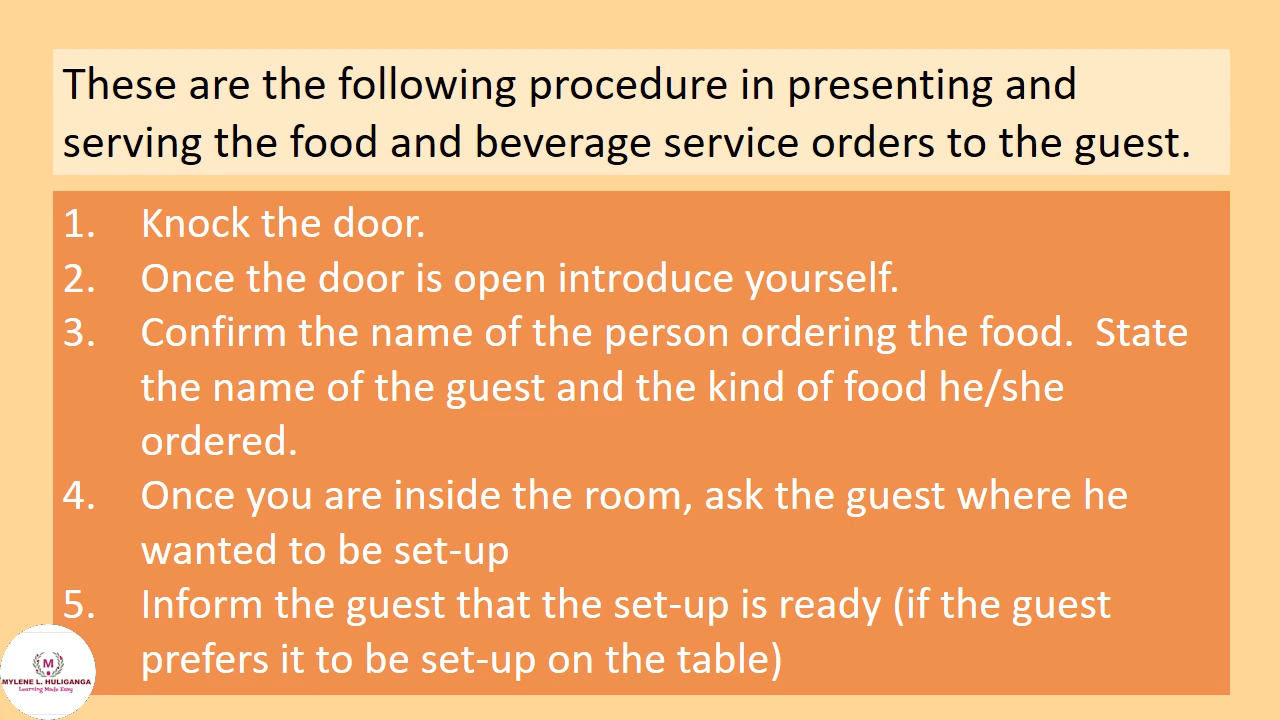 These are the following procedure in presenting and
serving the food and beverage service orders to the guest.
1. Knock the door.
2. Once the door is open introduce yourself.
3. Confirm the name of the person ordering the food.  State
the name of the guest and the kind of food he/she
ordered.
4. Once you are inside the room, ask the guest where he
wanted to be set-up
5. Inform the guest that the set-up is ready (if the guest
prefers it to be set-up on the table)
M
MYLENE L. HULIGANGA
Learning Made Easy